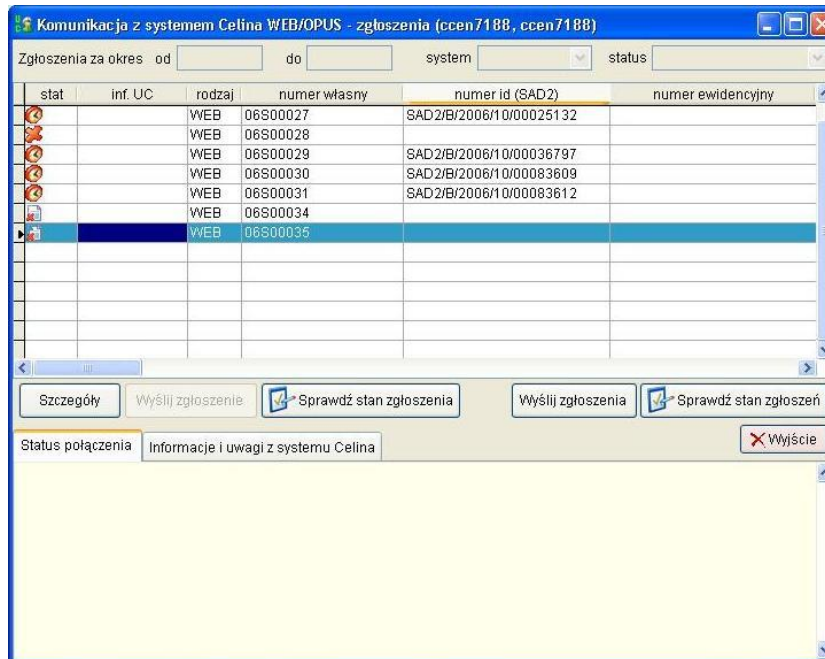 Komunikacja z systemem Celina WEB/OPUS - zgłoszenia (ccen7188, ccen7188)
Zgłoszenia za okres od do system status
stat inf. UC rodzaj numer własny numer id (SAD2) numer ewidencyjny
WEB 06S00027 SAD2/B/2006/10/00025132
WEB 06S00028
WEB 06S00029 SAD2/B/2006/10/00036797
WEB 06S00030 SAD2/B/2006/10/00083609
WEB 06S00031 SAD2/B/2006/10/00083612
WEB 06S00034
WEB 06S00035
Szczegóły Wyślij zgłoszenie Sprawdź stan zgłoszenia Wyślij zgłoszenia Sprawdź stan zgłoszeń
Status połączenia Informacje i uwagi z systemu Celina Wyjście